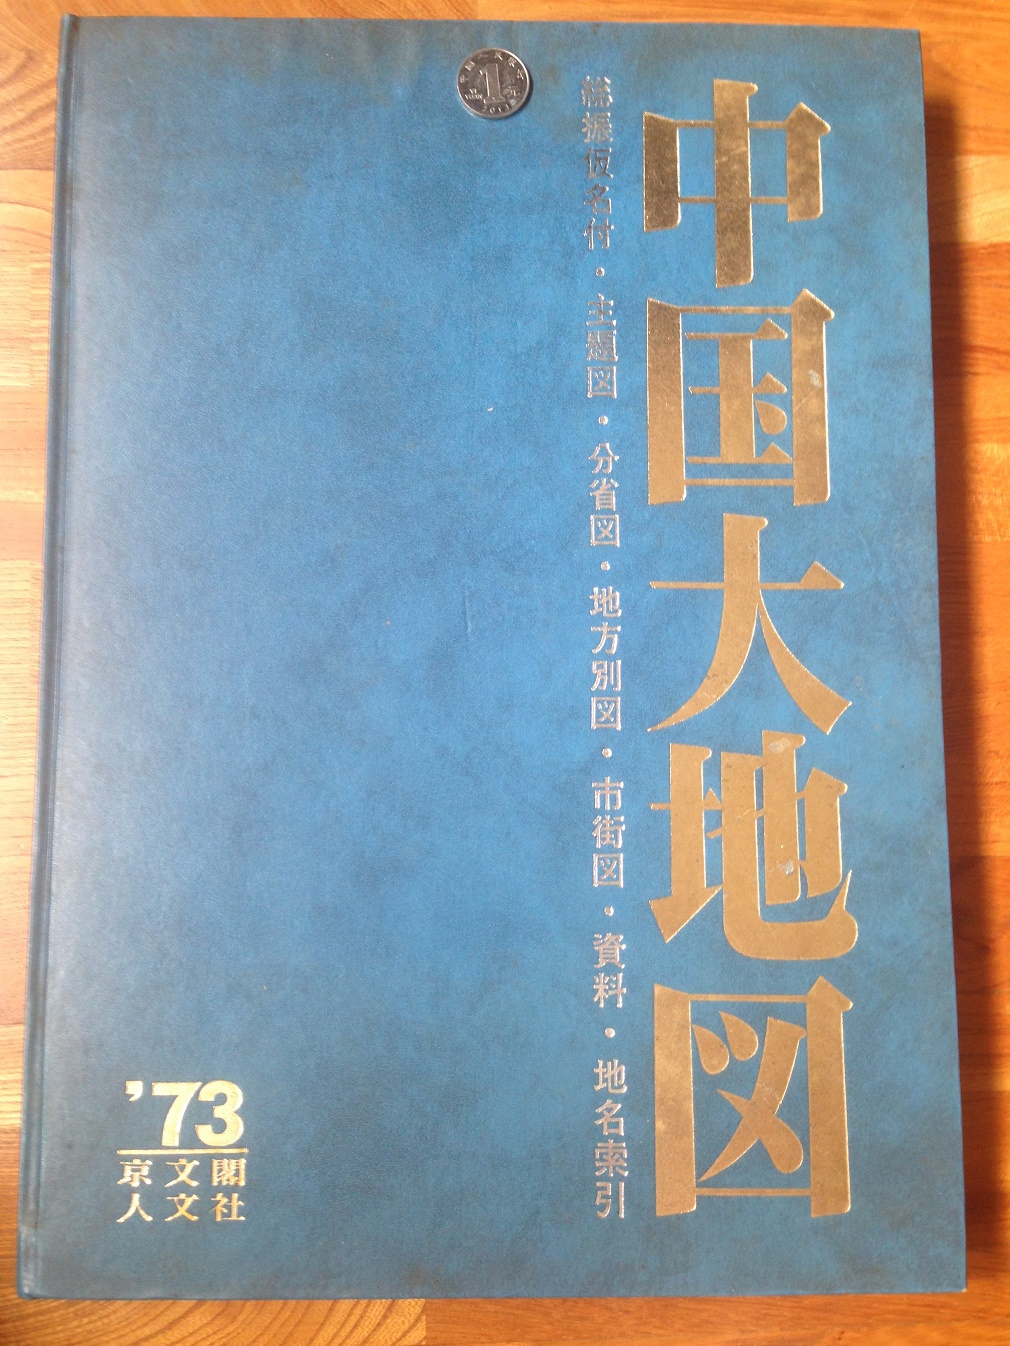 中国大地図
総振仮名付・主題図・分省図・地方別図・市街図・資料・地名索引
'73
京文閣
人文社
1